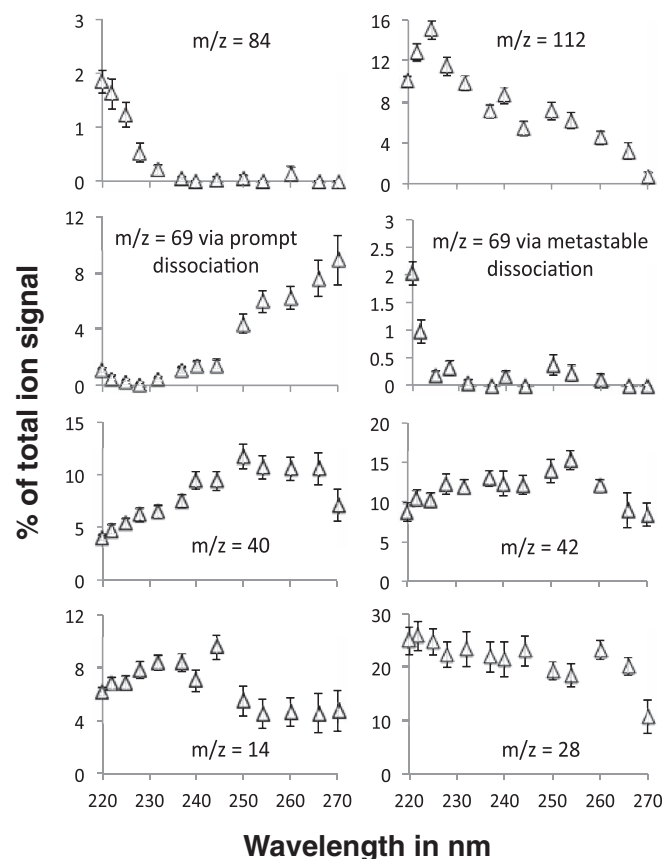 3
2
1
0
m/z = 84
16
12
8
4
0
m/z = 112
12
8
4
0
m/z = 69 via prompt
dissociation
3
2.5
2
1.5
1
0.5
0
m/z = 69 via metastable
dissociation
% of total ion signal
15
10
5
0
m/z = 40
20
15
10
5
0
m/z = 42
12
8
4
0
m/z = 14
220 230 240 250 260 270
30
20
10
0
m/z = 28
220 230 240 250 260 270
Wavelength in nm